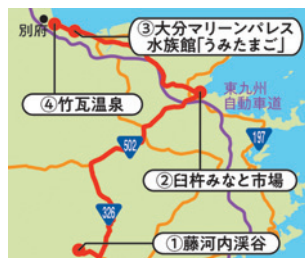 別府
③大分マリーンパレス
水族館「うみたまご」
④竹瓦温泉
東九州
自動車道
502
197
②臼杵みなと市場
326
①藤河内渓谷